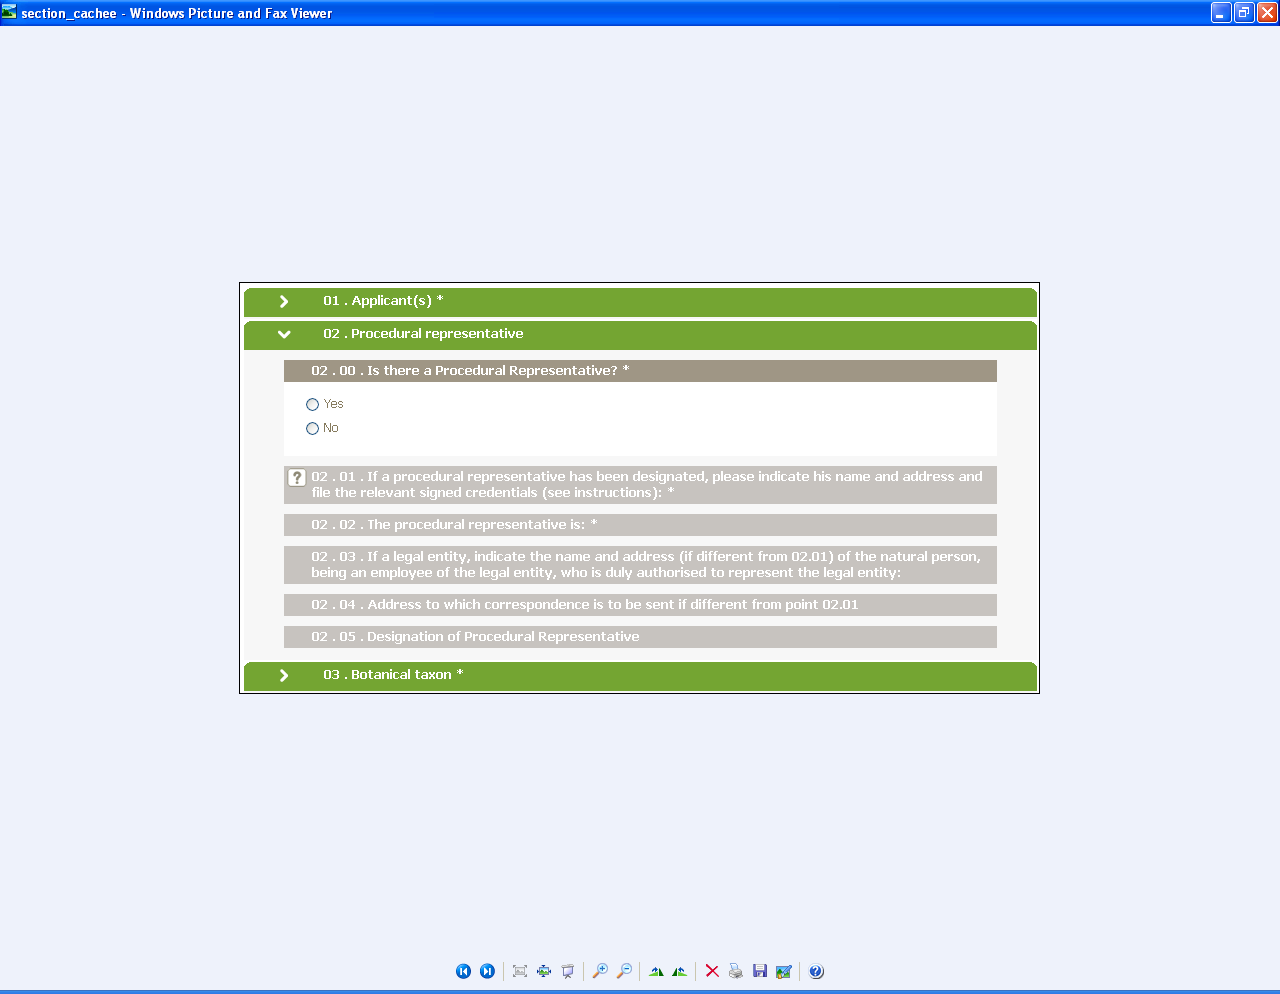 section_cachee - Windows Picture and Fax Viewer
01 . Applicant(s) *
02 . Procedural representative
02 . 00 . Is there a Procedural Representative? *
Yes
No
? 02 . 01 . If a procedural representative has been designated, please indicate his name and address and
file the relevant signed credentials (see instructions): *
02 . 02 . The procedural representative is: *
02 . 03 . If a legal entity, indicate the name and address (if different from 02.01) of the natural person,
being an employee of the legal entity, who is duly authorised to represent the legal entity:
02 . 04 . Address to which correspondence is to be sent if different from point 02.01
02 . 05 . Designation of Procedural Representative
03 . Botanical taxon *